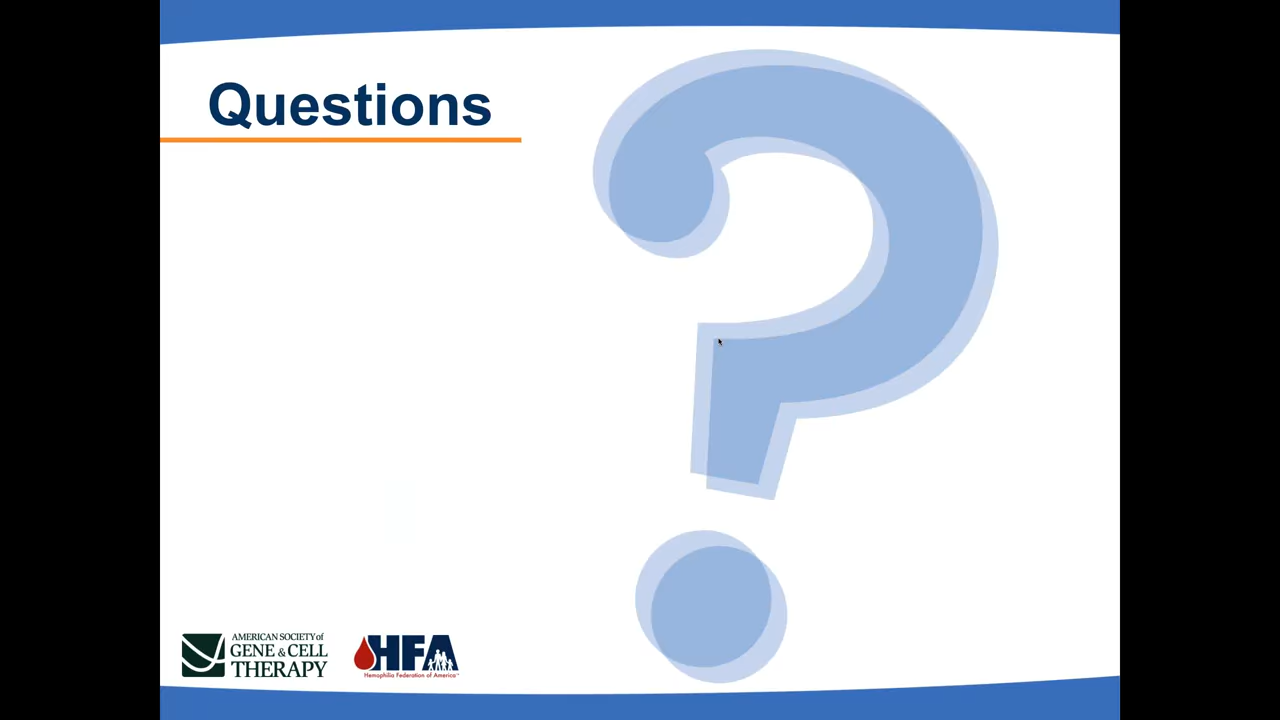 Questions
?
AMERICAN SOCIETY of
GENE & CELL
THERAPY
HFA
Hemophilia Federation of America